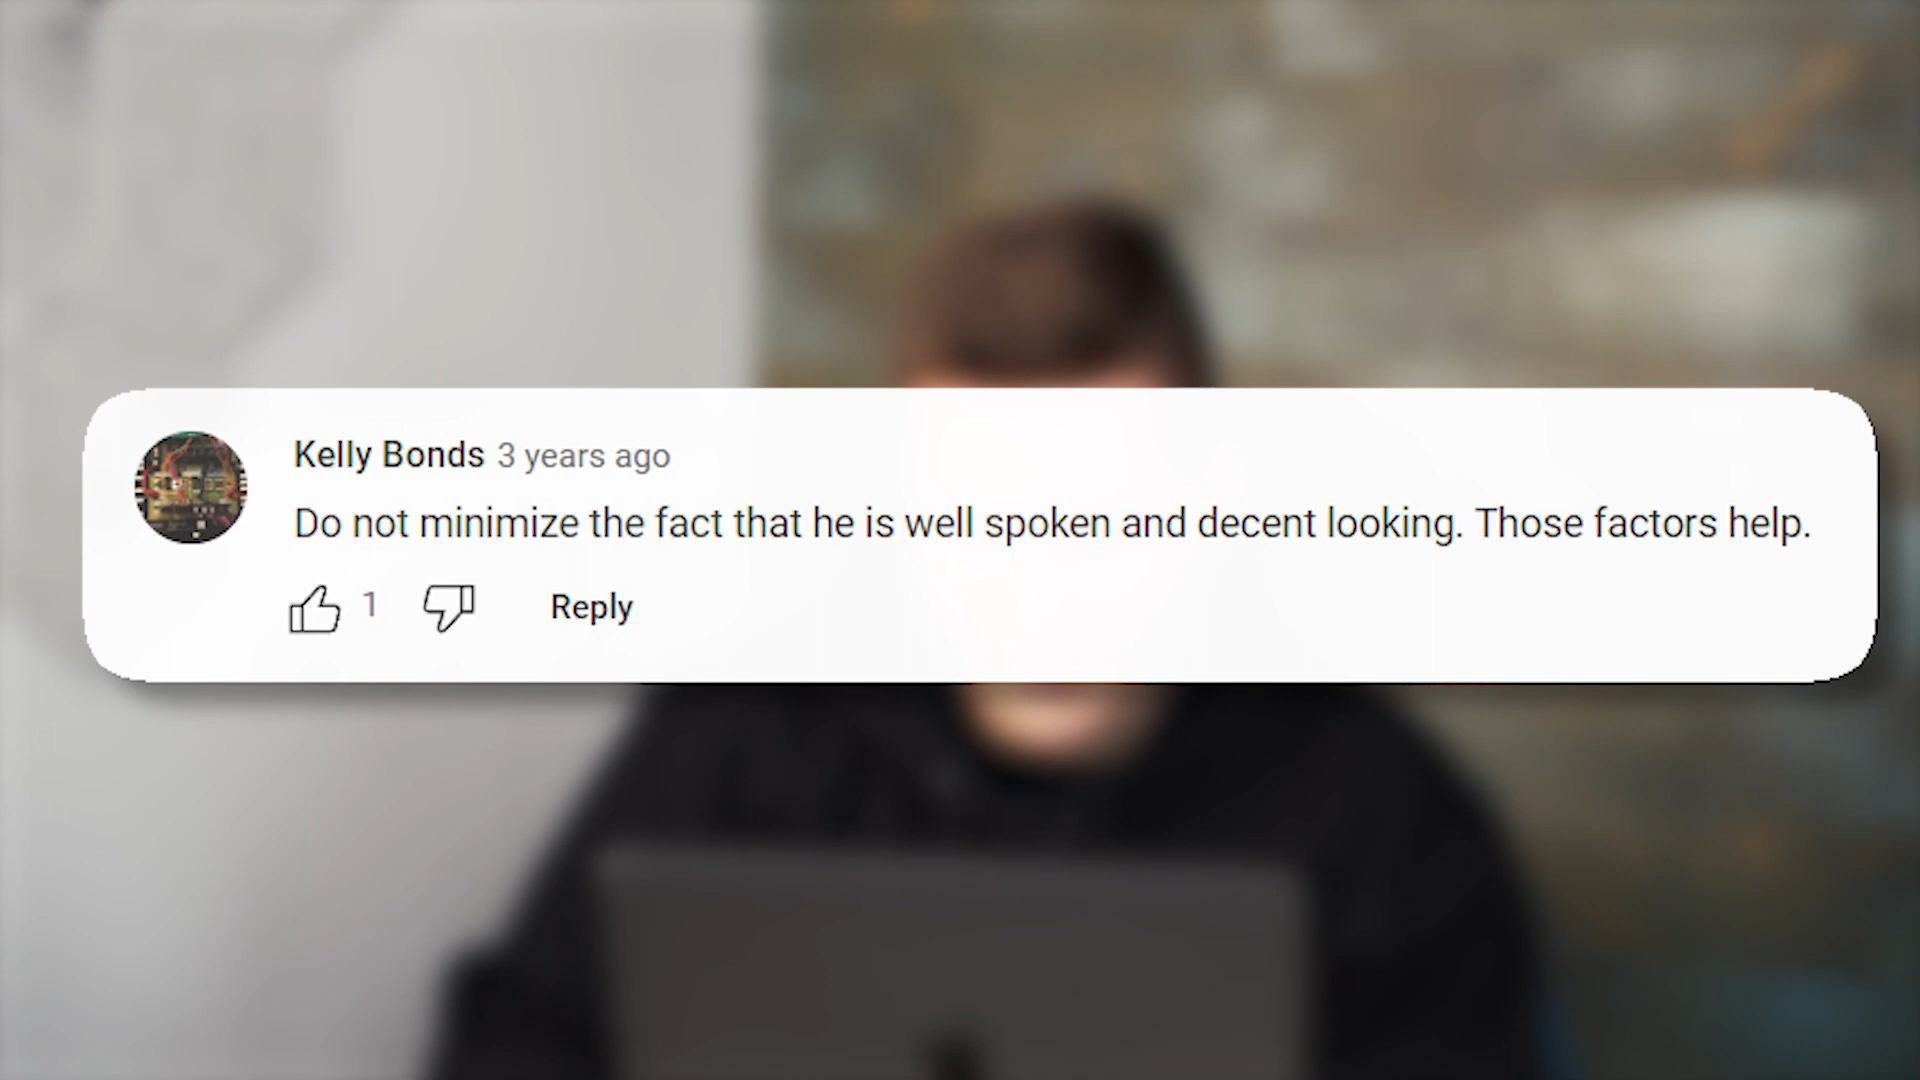 Kelly Bonds 3 years ago
Do not minimize the fact that he is well spoken and decent looking. Those factors help.
1 Reply